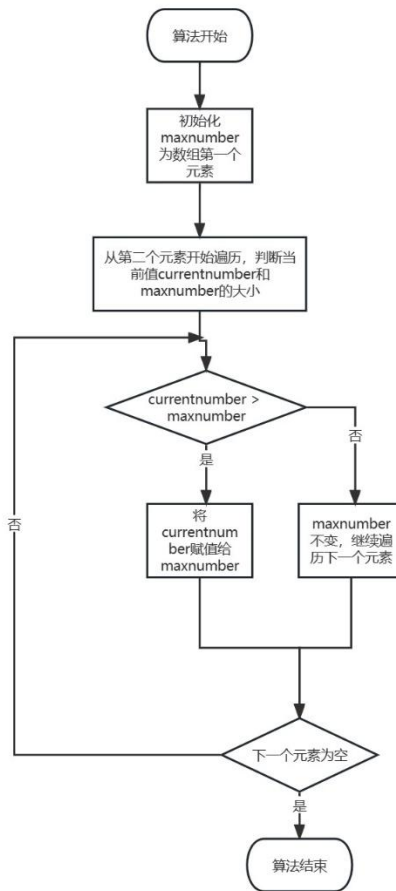 算法开始
初始化
maxnumber
为数组第一个
元素
从第二个元素开始遍历，判断当
前值currentnumber和
maxnumber的大小
currentnumber >
maxnumber
否
是
将
currentnum
ber赋值给
maxnumber
maxnumber
不变，继续遍
历下一个元素
否
下一个元素为空
是
算法结束